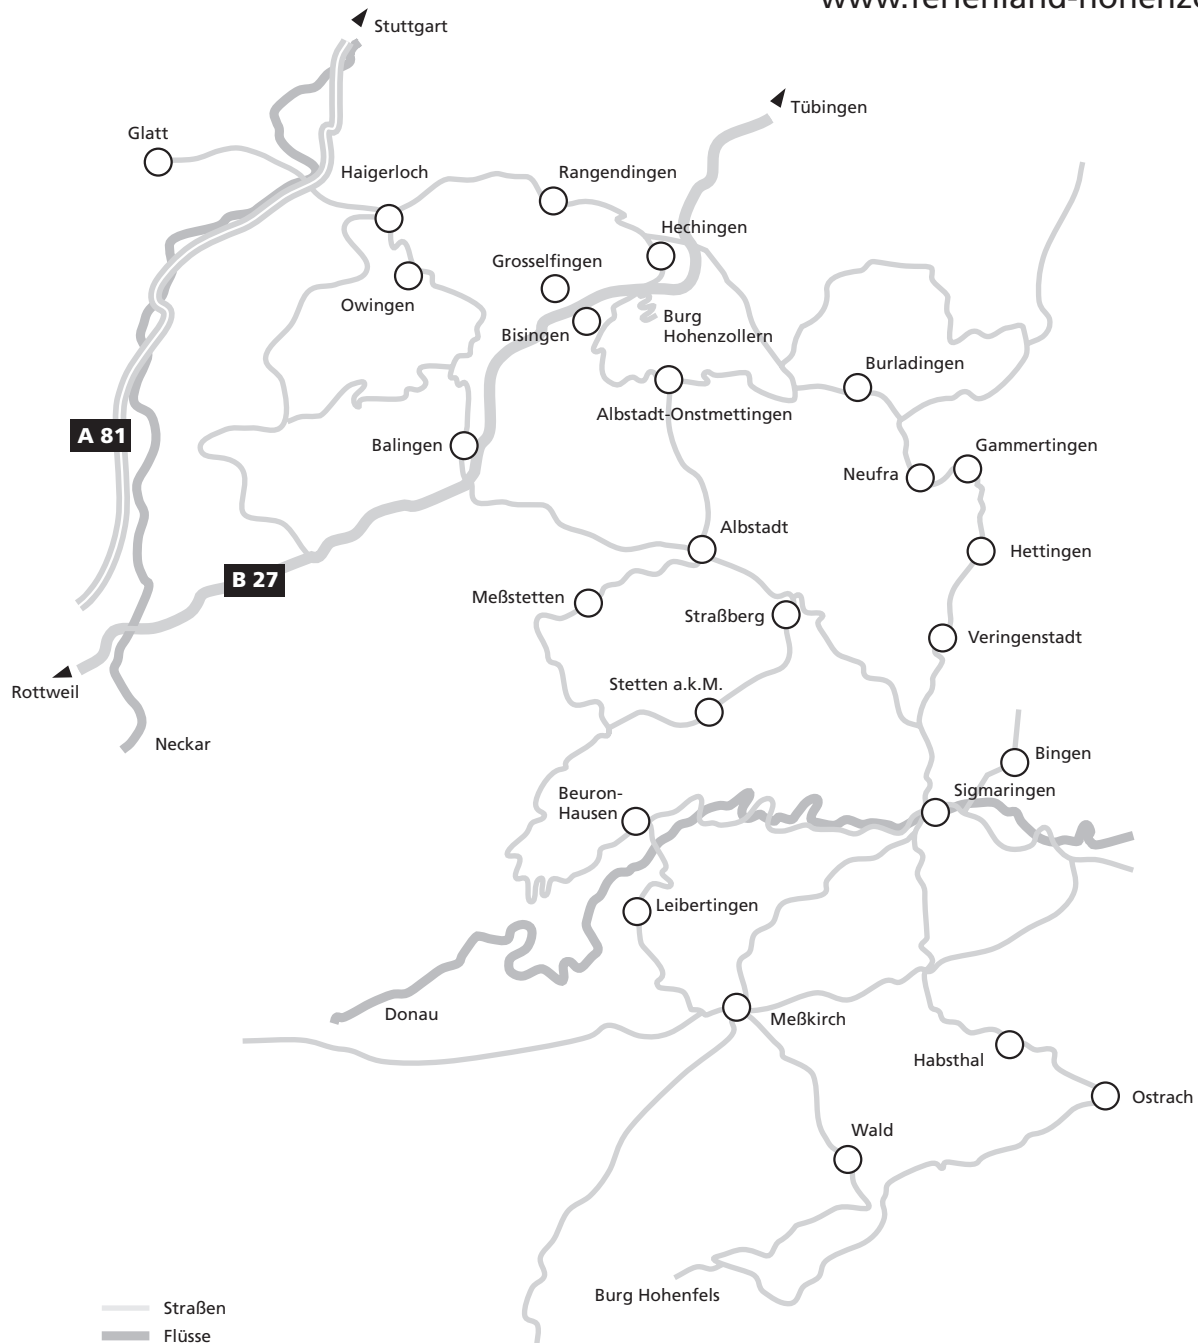 Stuttgart
Tübingen
Glatt
Haigerloch
Rangendingen
Hechingen
Grosselfingen
Owingen
Bisingen
Burg
Hohenzollern
Burladingen
Albstadt-Onstmettingen
A 81
Balingen
Gammertingen
Neufra
Albstadt
Hettingen
B 27
Meßstetten
Straßberg
Veringenstadt
Rottweil
Stetten a.k.M.
Neckar
Bingen
Sigmaringen
Beuron-
Hausen
Leibertingen
Donau
Meßkirch
Habsthal
Ostrach
Wald
Burg Hohenfels
Straßen
Flüsse